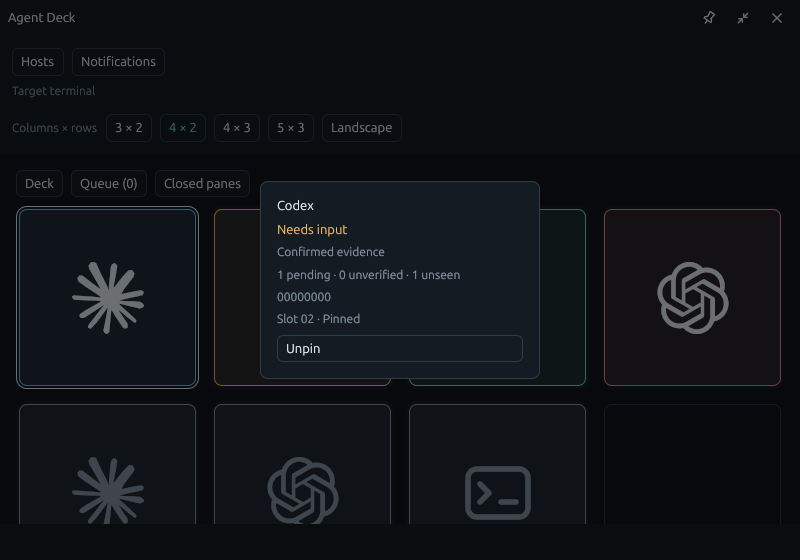 Agent Deck
Hosts
Notifications
Target terminal
Columns × rows
3 × 2
4 × 2
4 × 3
5 × 3
Landscape
Deck
Queue (0)
Closed panes
Codex
Needs input
Confirmed evidence
1 pending · 0 unverified · 1 unseen
00000000
Slot 02 · Pinned
Unpin